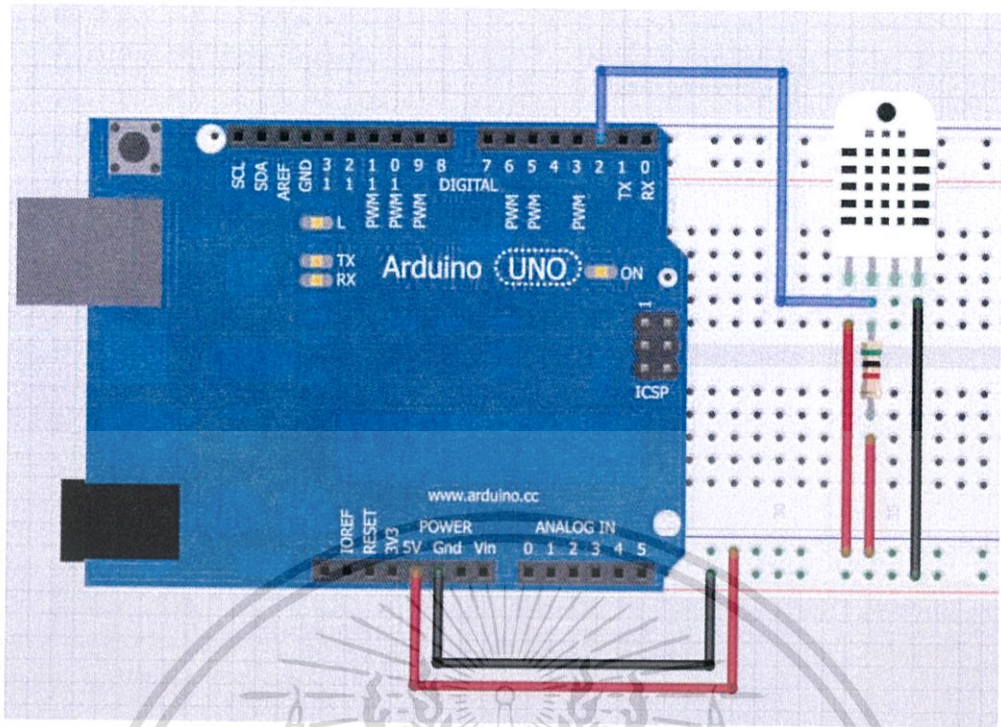 SCL
SDA
AREF
GND
13
12
PWM 11
PWM 10
PWM 9
8
7
PWM 6
PWM 5
4
PWM 3
2
TX 1
RX 0
DIGITAL
L
TX
RX
Arduino UNO
ON
1
ICSP
www.arduino.cc
POWER
ANALOG IN
IOREF
RESET
3V3
5V Gnd Vin
0 1 2 3 4 5